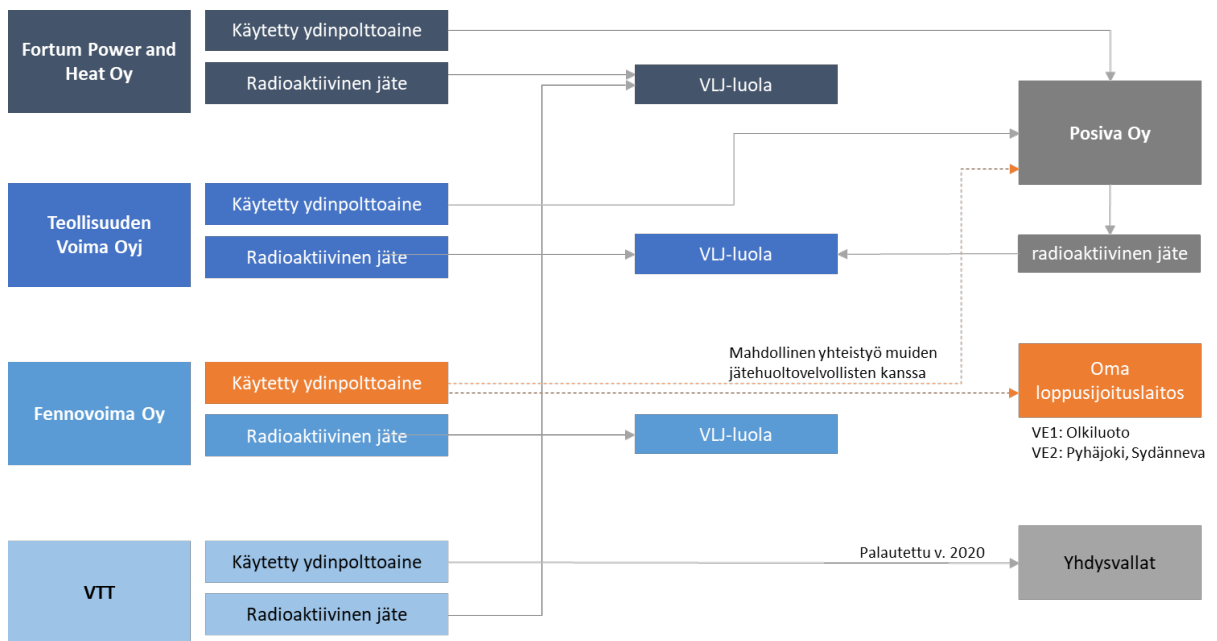 Fortum Power and
Heat Oy
Käytetty ydinpolttoaine
Radioaktiivinen jäte
VLJ-luola
Posiva Oy
Teollisuuden
Voima Oyj
Käytetty ydinpolttoaine
Radioaktiivinen jäte
VLJ-luola
radioaktiivinen jäte
Fennovoima Oy
Käytetty ydinpolttoaine
Radioaktiivinen jäte
Mahdollinen yhteistyö muiden
jätehuoltovelvollisten kanssa
VLJ-luola
Oma
loppusijoituslaitos
VE1: Olkiluoto
VE2: Pyhäjoki, Sydänneva
VTT
Käytetty ydinpolttoaine
Radioaktiivinen jäte
Palautettu v. 2020
Yhdysvallat